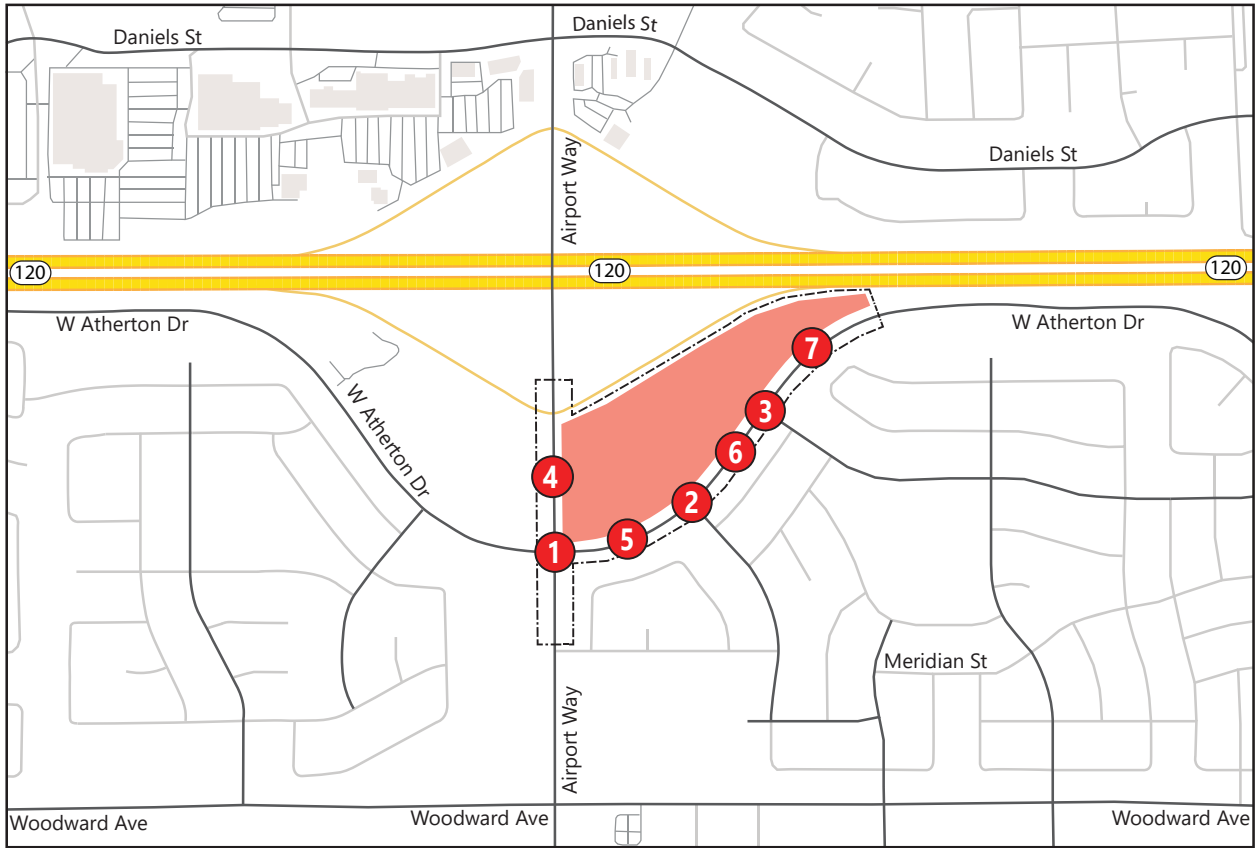 Daniels St
Daniels St
Daniels St
Airport Way
120
120
120
W Atherton Dr
W Atherton Dr
W Atherton Dr
7
3
6
4
2
5
1
Meridian St
Airport Way
Woodward Ave
Woodward Ave
Woodward Ave